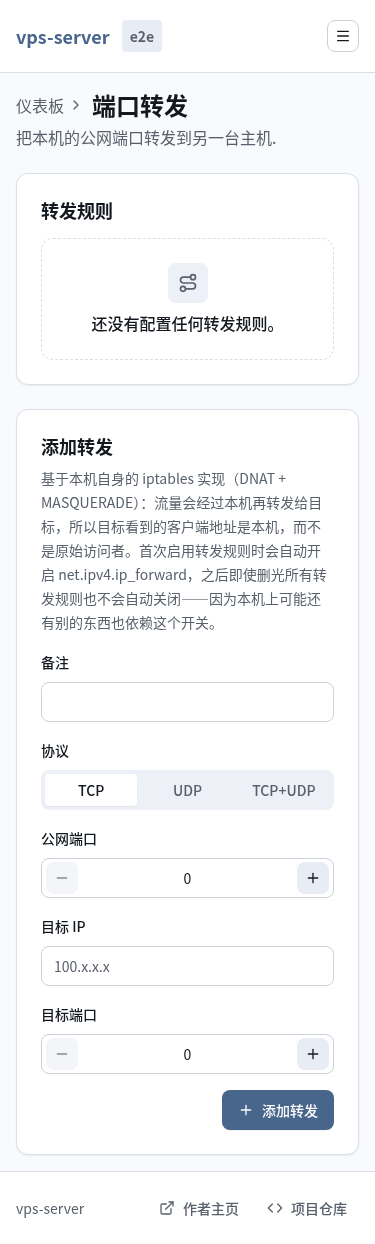 vps-server e2e
仪表板 > 端口转发
把本机的公网端口转发到另一台主机.
转发规则
还没有配置任何转发规则。
添加转发
基于本机自身的 iptables 实现（DNAT +
MASQUERADE）：流量会经过本机再转发给目
标，所以目标看到的客户端地址是本机，而不
是原始访问者。首次启用转发规则时会自动开
启 net.ipv4.ip_forward，之后即使删光所有转
发规则也不会自动关闭——因为本机上可能还
有别的东西也依赖这个开关。
备注
协议
TCP UDP TCP+UDP
公网端口
0
目标 IP
100.x.x.x
目标端口
0
添加转发
vps-server 作者主页 项目仓库